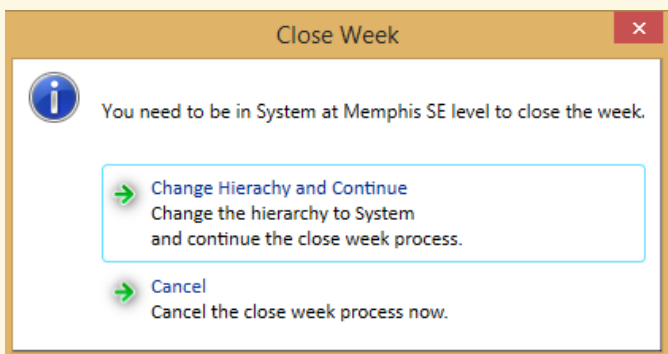 Close Week
You need to be in System at Memphis SE level to close the week.
Change Hierachy and Continue
Change the hierarchy to System
and continue the close week process.
Cancel
Cancel the close week process now.